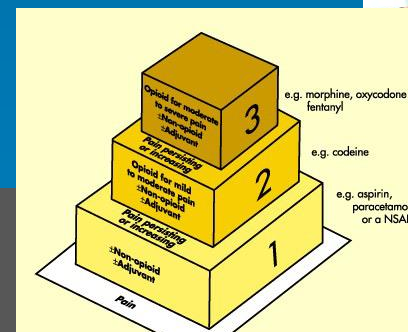 Opioid for moderate
to severe pain
±Non-opioid
±Adjuvant
3
e.g. morphine, oxycodone
fentanyl
Pain persisting
or increasing
Opioid for mild
to moderate pain
±Non-opioid
±Adjuvant
2
e.g. codeine
Pain persisting
or increasing
±Non-opioid
±Adjuvant
1
e.g. aspirin,
paracetamo
or a NSAI
Pain